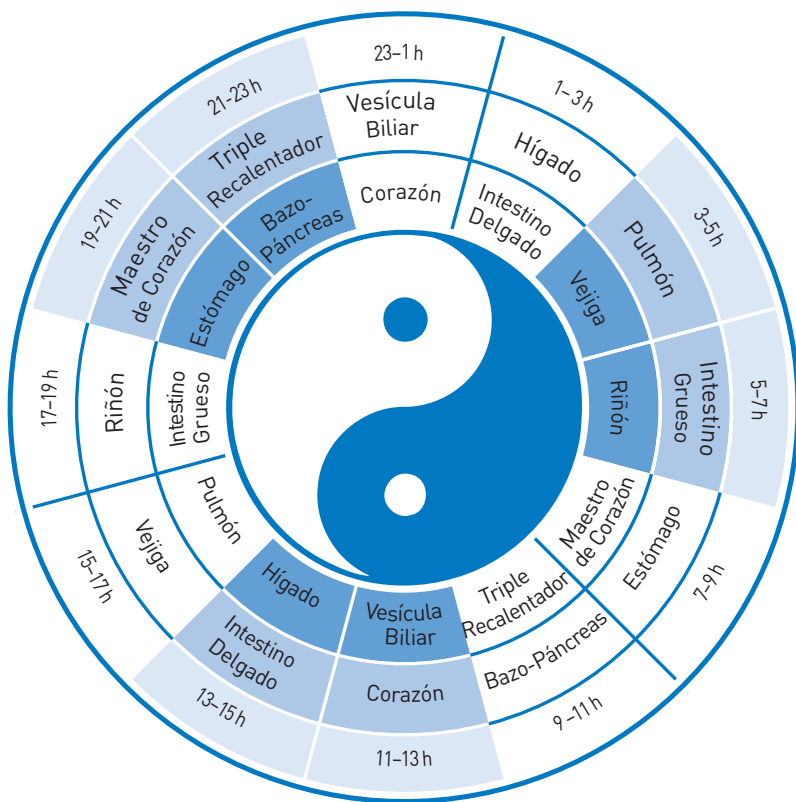 23–1 h
Vesícula
Biliar
Corazón
1–3 h
Hígado
Intestino
Delgado
3–5 h
Pulmón
Vejiga
5–7 h
Intestino
Grueso
Riñón
7–9 h
Estómago
Maestro
de Corazón
9–11 h
Bazo-Páncreas
Triple
Recalentador
11–13 h
Corazón
Vesícula
Biliar
13–15 h
Intestino
Delgado
Hígado
15–17 h
Vejiga
Pulmón
17–19 h
Riñón
Intestino
Grueso
19–21 h
Maestro
de Corazón
Estómago
21–23 h
Triple
Recalentador
Bazo-
Páncreas